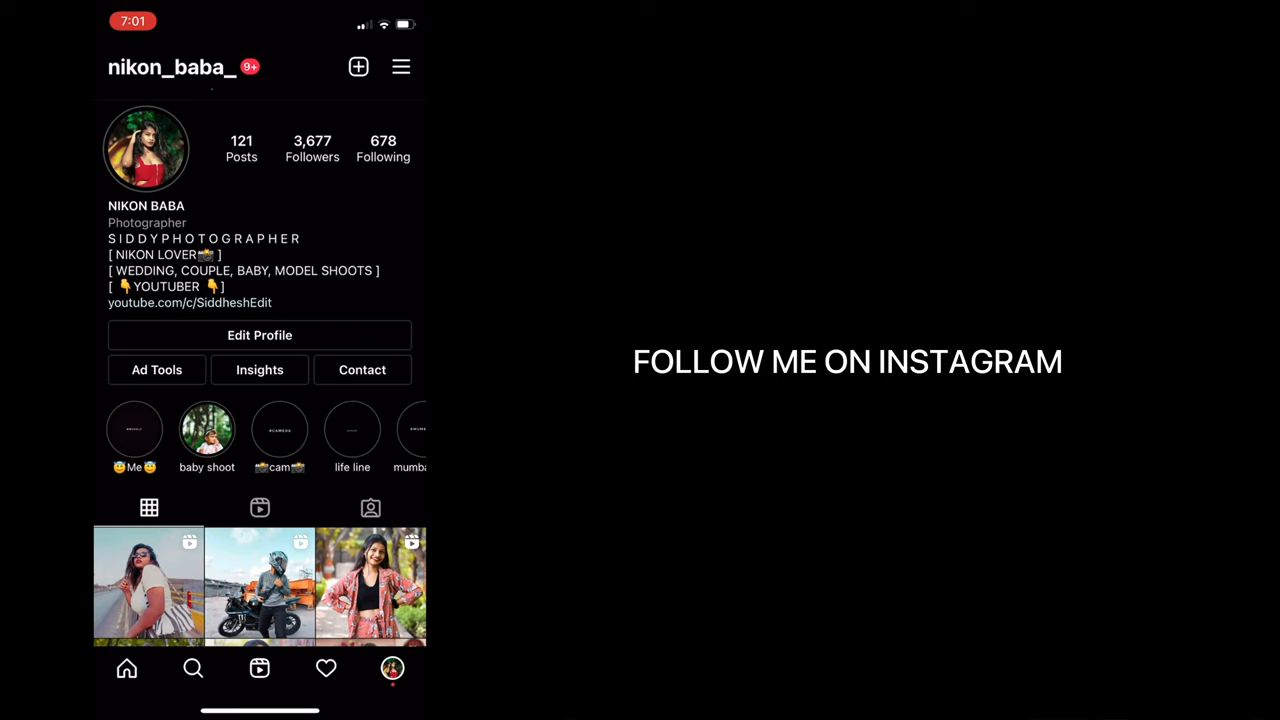 7:01
nikon_baba_ 9+
121 3,677 678
Posts Followers Following
NIKON BABA
Photographer
S I D D Y P H O T O G R A P H E R
[ NIKON LOVER📸 ]
[ WEDDING, COUPLE, BABY, MODEL SHOOTS ]
[ 👇YOUTUBER 👇]
youtube.com/c/SiddheshEdit
Edit Profile
Ad Tools Insights Contact
#CAMERA
😇Me😇 baby shoot 📸cam📸 life line mumba
FOLLOW ME ON INSTAGRAM